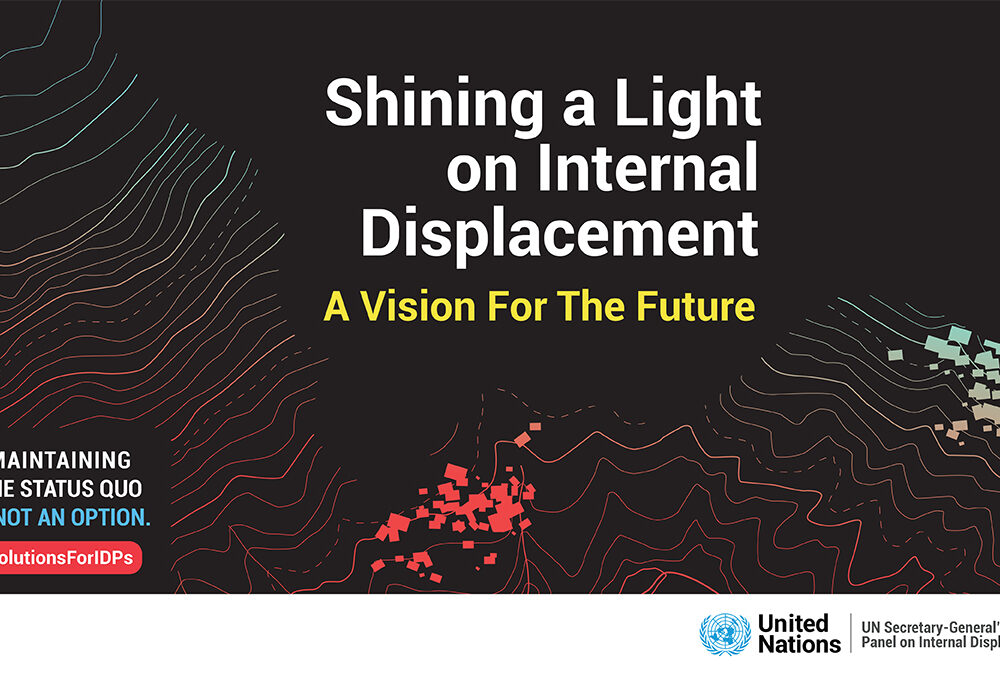 Shining a Light
on Internal
Displacement
A Vision For The Future
MAINTAINING
E STATUS QUO
NOT AN OPTION.
olutionsForIDPs
United
Nations
UN Secretary-General'
Panel on Internal Displ